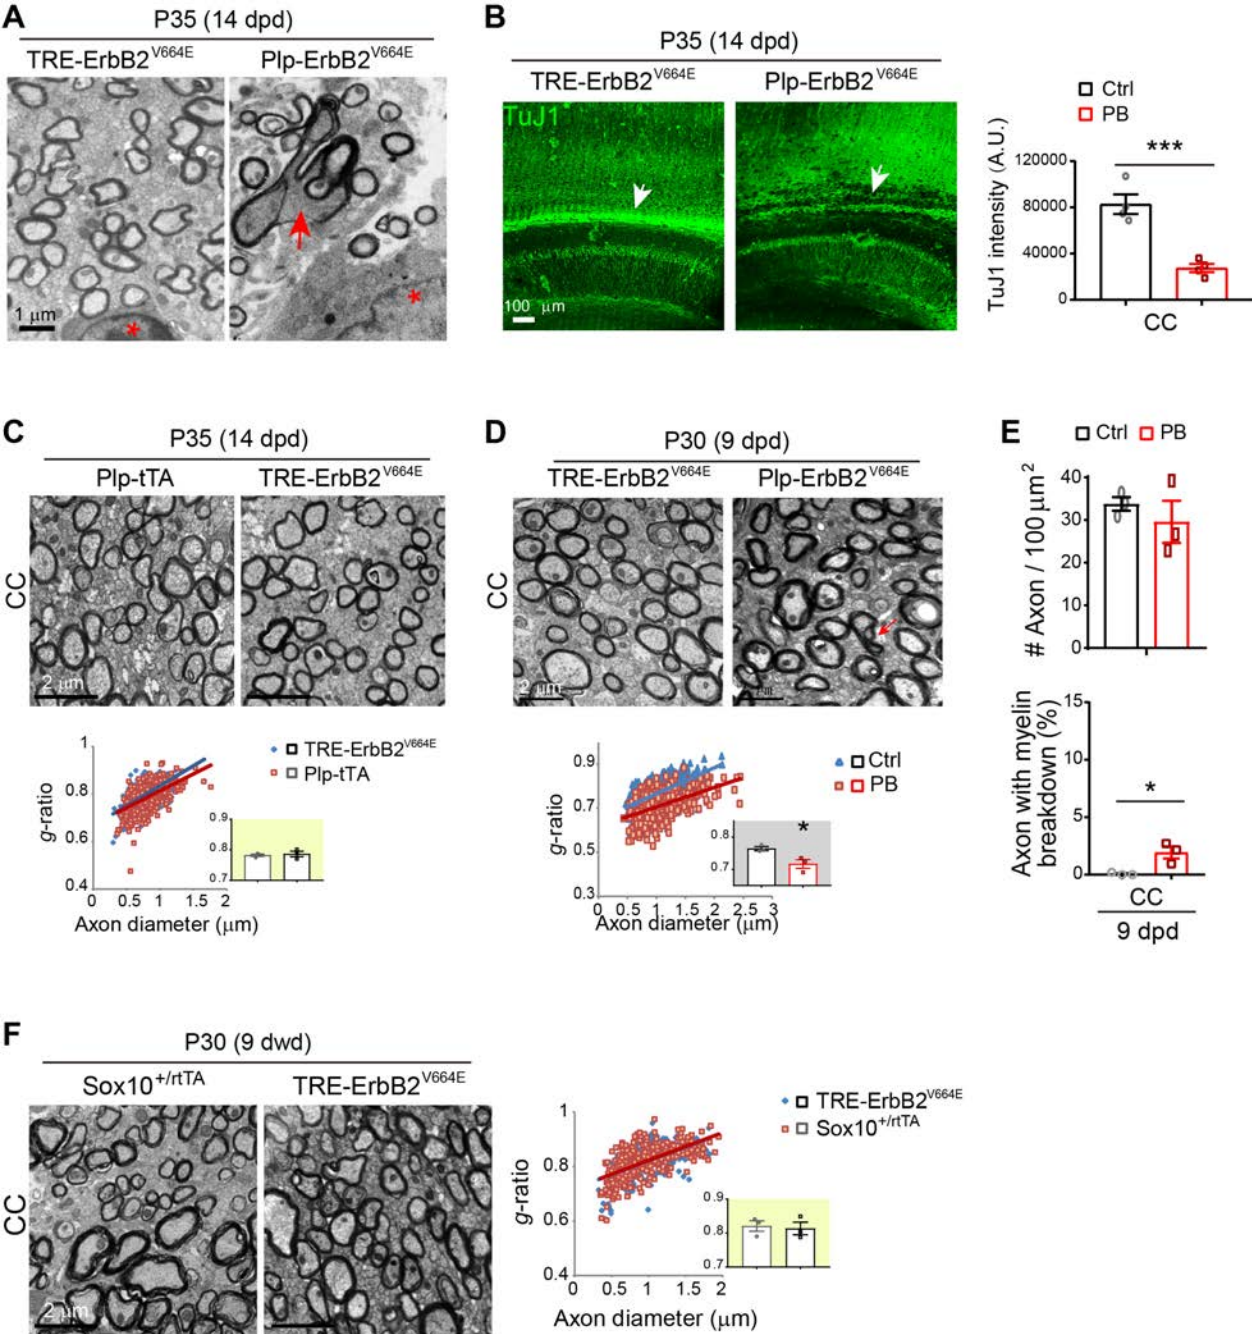 A
P35 (14 dpd)
TRE-ErbB2V664E Plp-ErbB2V664E
1 μm
*
*
B
P35 (14 dpd)
TRE-ErbB2V664E Plp-ErbB2V664E
TuJ1
100 μm
Ctrl
PB
***
TuJ1 intensity (A.U.)
120000
80000
40000
0
CC
C
P35 (14 dpd)
Plp-tTA TRE-ErbB2V664E
CC
2 μm
TRE-ErbB2V664E
Plp-tTA
g-ratio
1
0.8
0.6
0.4
0 0.5 1 1.5 2
Axon diameter (μm)
0.9
0.8
0.7
D
P30 (9 dpd)
TRE-ErbB2V664E Plp-ErbB2V664E
CC
2 μm
Ctrl
PB
g-ratio
0.9
0.7
0.5
0.3
0 0.5 1 1.5 2 2.5 3
Axon diameter (μm)
*
0.8
0.7
E
Ctrl PB
# Axon / 100 μm2
40
30
20
10
0
Axon with myelin
breakdown (%)
15
10
5
0
*
CC
9 dpd
F
P30 (9 dwd)
Sox10+/rtTA TRE-ErbB2V664E
CC
2 μm
TRE-ErbB2V664E
Sox10+/rtTA
g-ratio
1
0.8
0.6
0.4
0 0.5 1 1.5 2
Axon diameter (μm)
0.9
0.8
0.7